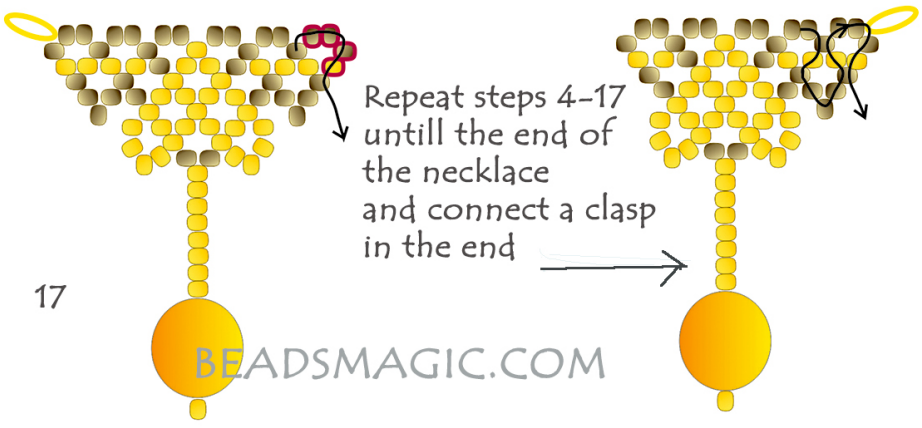 Repeat steps 4-17
untill the end of
the necklace
and connect a clasp
in the end
17
BEADSMAGIC.COM